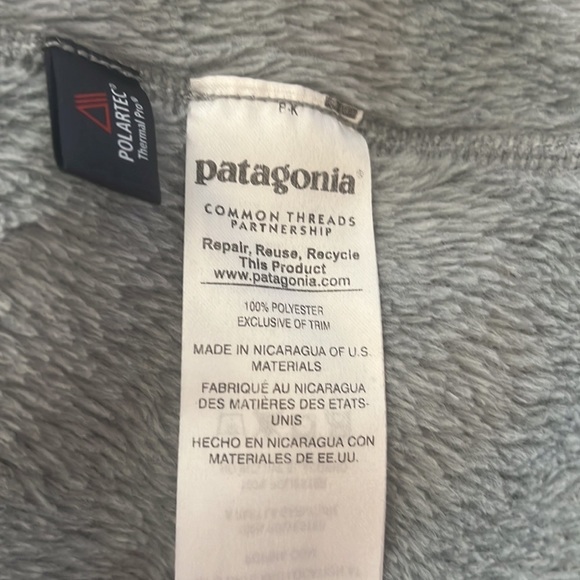 POLARTEC®
Thermal Pro®
P-K
patagonia®
COMMON THREADS
PARTNERSHIP
Repair, Reuse, Recycle
This Product
www.patagonia.com
100% POLYESTER
EXCLUSIVE OF TRIM
MADE IN NICARAGUA OF U.S.
MATERIALS
FABRIQUÉ AU NICARAGUA
DES MATIÈRES DES ETATS-
UNIS
HECHO EN NICARAGUA CON
MATERIALES DE EE.UU.